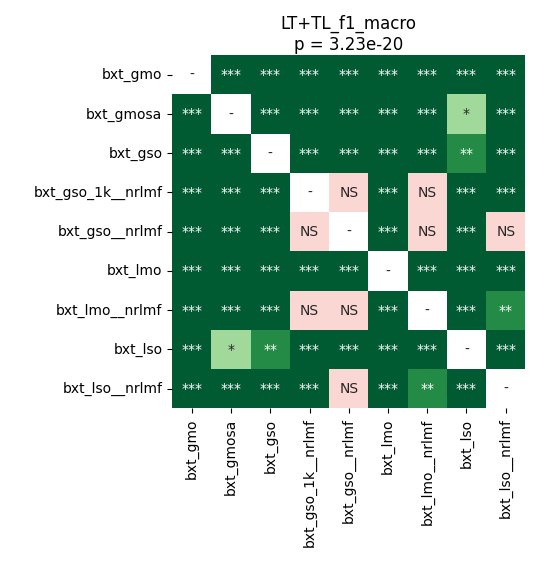 LT+TL_f1_macro
p = 3.23e-20
bxt_gmo - *** *** *** *** *** *** *** ***
bxt_gmosa *** - *** *** *** *** *** * ***
bxt_gso *** *** - *** *** *** *** ** ***
bxt_gso_1k__nrlmf *** *** *** - NS *** NS *** ***
bxt_gso__nrlmf *** *** *** NS - *** NS *** NS
bxt_lmo *** *** *** *** *** - *** *** ***
bxt_lmo__nrlmf *** *** *** NS NS *** - *** **
bxt_lso *** * ** *** *** *** *** - ***
bxt_lso__nrlmf *** *** *** *** NS *** ** *** -
bxt_gmo
bxt_gmosa
bxt_gso
bxt_gso_1k__nrlmf
bxt_gso__nrlmf
bxt_lmo
bxt_lmo__nrlmf
bxt_lso
bxt_lso__nrlmf